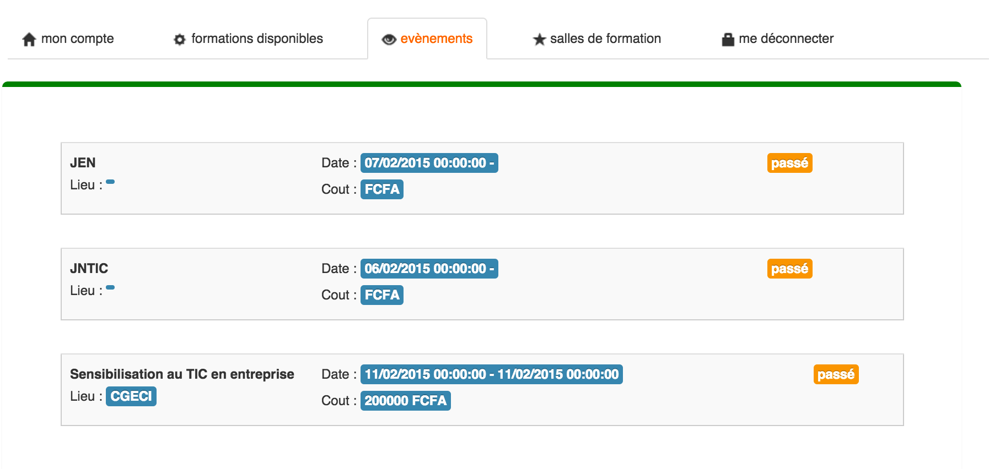 mon compte formations disponibles evènements salles de formation me déconnecter
JEN Date : 07/02/2015 00:00:00 - passé
Lieu : Cout : FCFA
JNTIC Date : 06/02/2015 00:00:00 - passé
Lieu : Cout : FCFA
Sensibilisation au TIC en entreprise Date : 11/02/2015 00:00:00 - 11/02/2015 00:00:00 passé
Lieu : CGECI Cout : 200000 FCFA